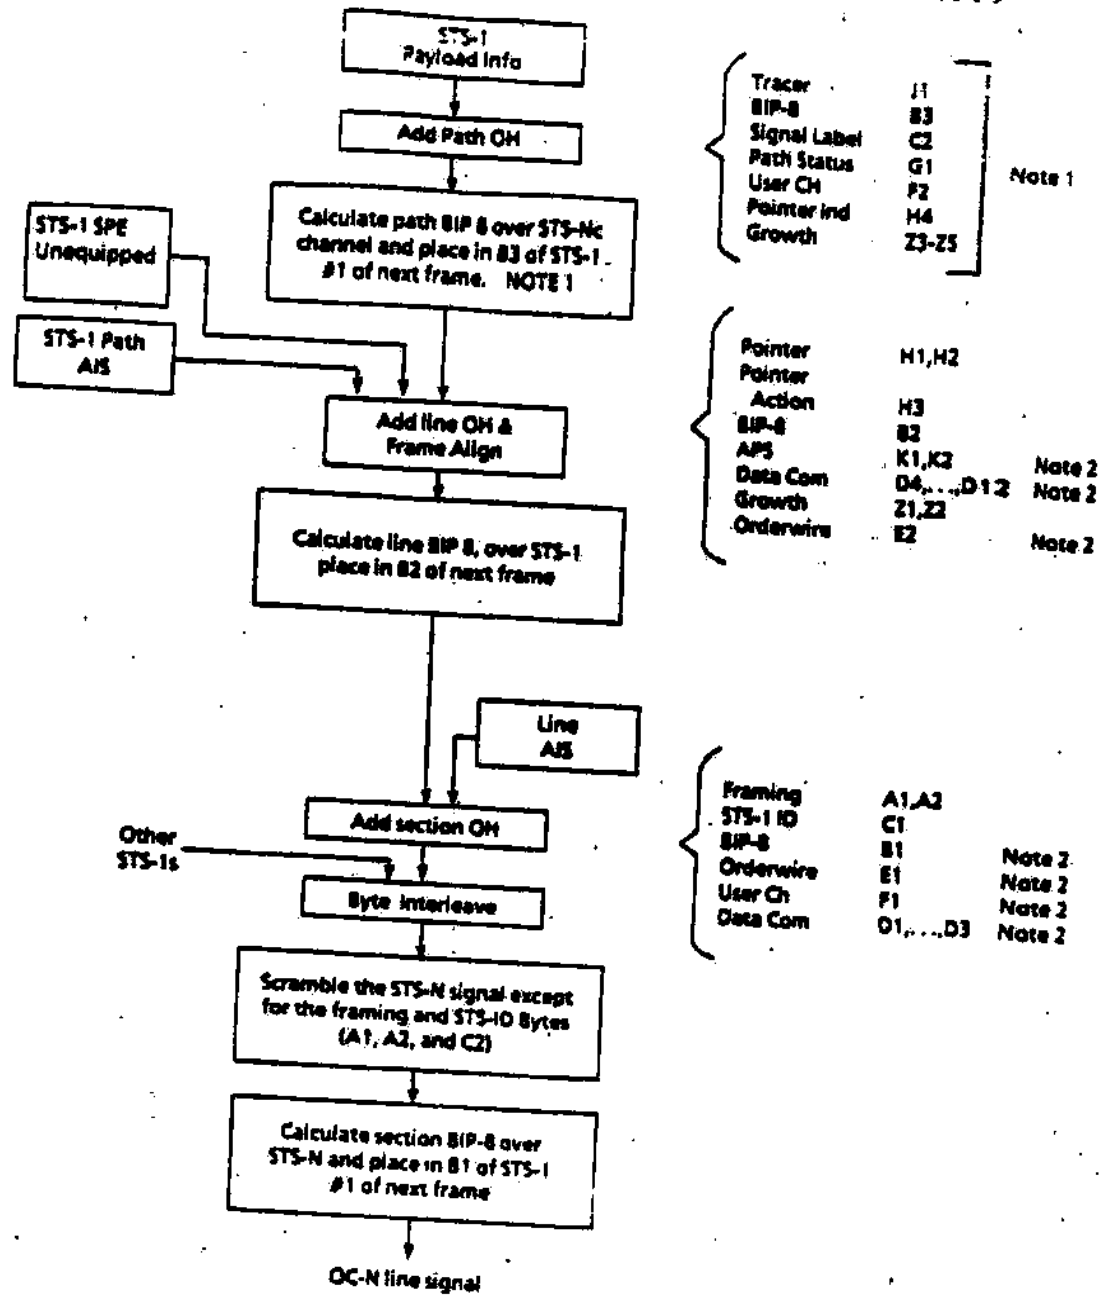 STS-1
Payload Info
Add Path OH
Calculate path BIP 8 over STS-Nc
channel and place in B3 of STS-1
#1 of next frame. NOTE 1
STS-1 SPE
Unequipped
STS-1 Path
AIS
Add line OH &
Frame Align
Calculate line BIP 8, over STS-1
place in B2 of next frame
Line
AIS
Add section OH
Other
STS-1s
Byte Interleave
Scramble the STS-N signal except
for the framing and STS-ID Bytes
(A1, A2, and C2)
Calculate section BIP-8 over
STS-N and place in B1 of STS-1
#1 of next frame
OC-N line signal
Tracer J1
BIP-8 B3
Signal Label C2
Path Status G1
User CH F2
Pointer ind H4
Growth Z3-Z5
Note 1
Pointer H1,H2
Pointer
Action H3
BIP-8 B2
APS K1,K2 Note 2
Data Com D4,...,D12 Note 2
Growth Z1,Z2
Orderwire E2 Note 2
Framing A1,A2
STS-1 ID C1
BIP-8 B1 Note 2
Orderwire E1 Note 2
User Ch F1 Note 2
Data Com D1,...,D3 Note 2